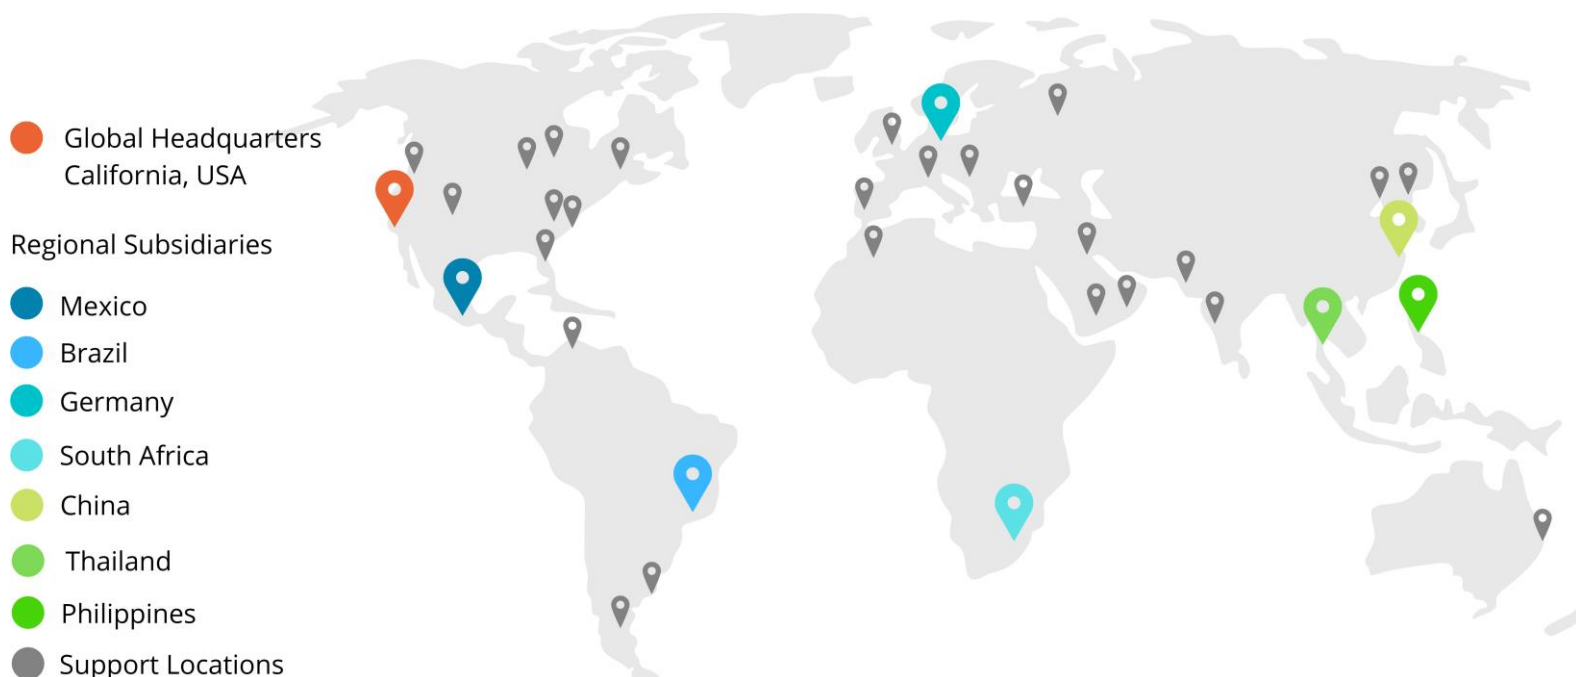 Global Headquarters
California, USA
Regional Subsidiaries
Mexico
Brazil
Germany
South Africa
China
Thailand
Philippines
Support Locations